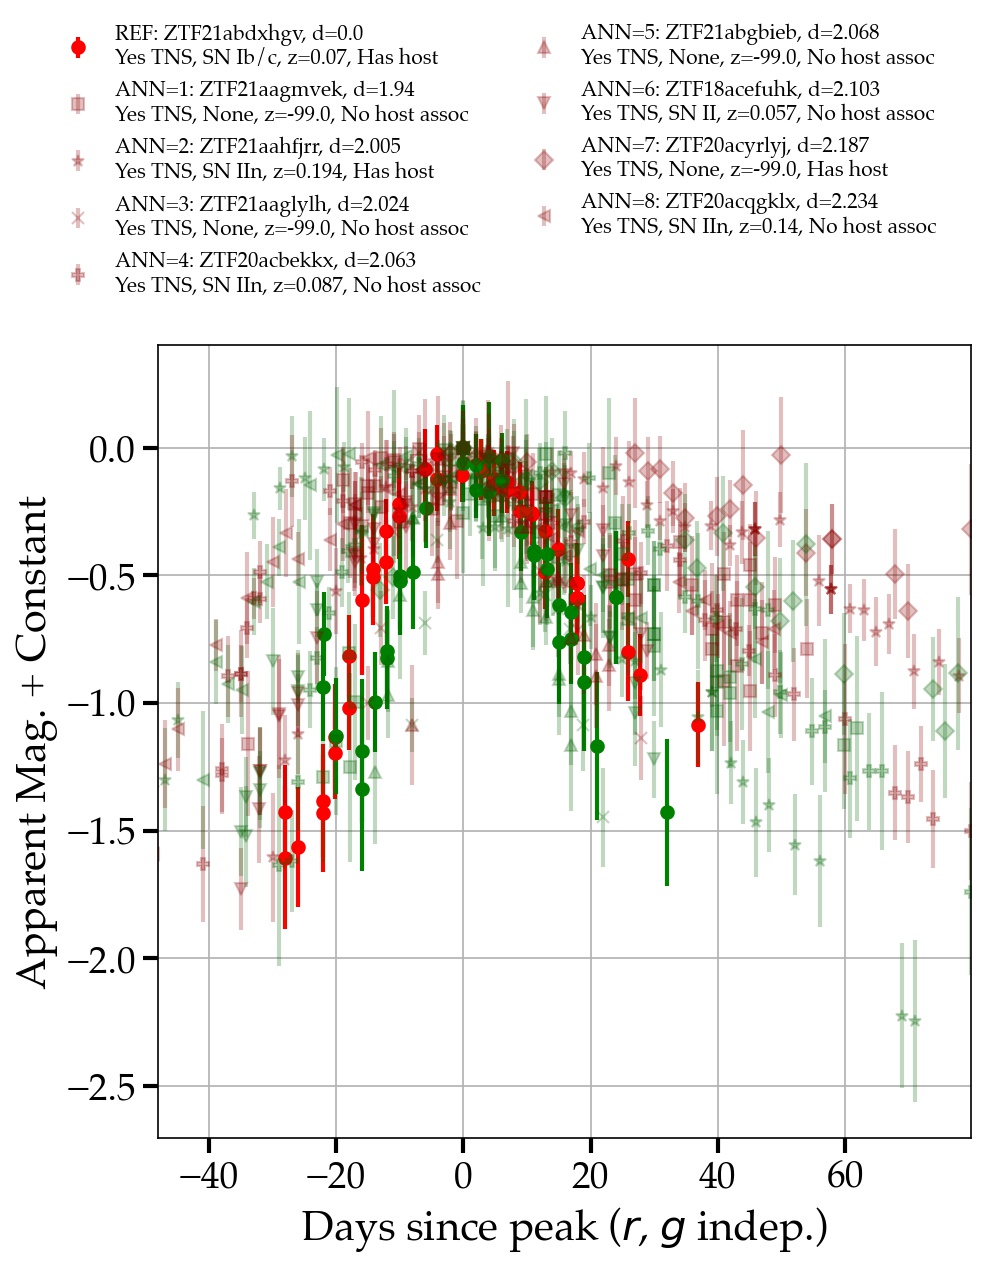 REF: ZTF21abdxhgv, d=0.0
Yes TNS, SN Ib/c, z=0.07, Has host
ANN=1: ZTF21aagmvek, d=1.94
Yes TNS, None, z=-99.0, No host assoc
ANN=2: ZTF21aahfjrr, d=2.005
Yes TNS, SN IIn, z=0.194, Has host
ANN=3: ZTF21aaglylh, d=2.024
Yes TNS, None, z=-99.0, No host assoc
ANN=4: ZTF20acbekkx, d=2.063
Yes TNS, SN IIn, z=0.087, No host assoc
ANN=5: ZTF21abgbieb, d=2.068
Yes TNS, None, z=-99.0, No host assoc
ANN=6: ZTF18acefuhk, d=2.103
Yes TNS, SN II, z=0.057, No host assoc
ANN=7: ZTF20acyrlyj, d=2.187
Yes TNS, None, z=-99.0, Has host
ANN=8: ZTF20acqgklx, d=2.234
Yes TNS, SN IIn, z=0.14, No host assoc
Apparent Mag. + Constant
0.0
−0.5
−1.0
−1.5
−2.0
−2.5
−40
−20
0
20
40
60
Days since peak (r, g indep.)